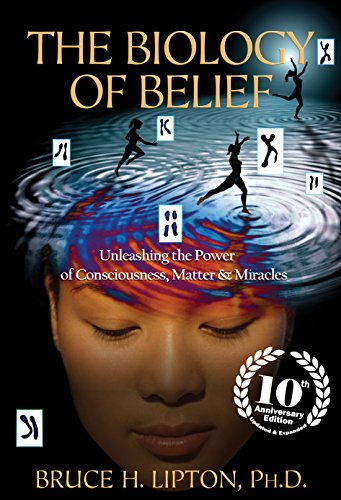 THE BIOLOGY
OF BELIEF
Unleashing the Power
of Consciousness, Matter & Miracles
10th
Anniversary
Edition
Updated & Expanded
BRUCE H. LIPTON, PH.D.